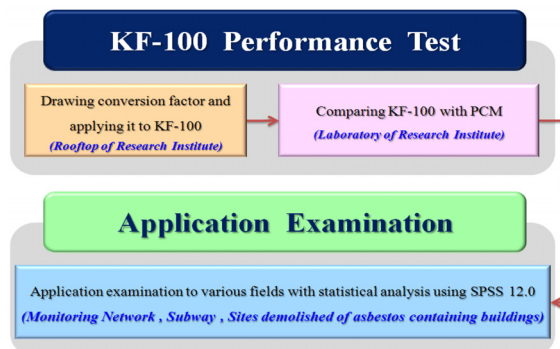 KF-100 Performance Test
Drawing conversion factor and
applying it to KF-100
(Rooftop of Research Institute)
Comparing KF-100 with PCM
(Laboratory of Research Institute)
Application Examination
Application examination to various fields with statistical analysis using SPSS 12.0
(Monitoring Network , Subway , Sites demolished of asbestos containing buildings)